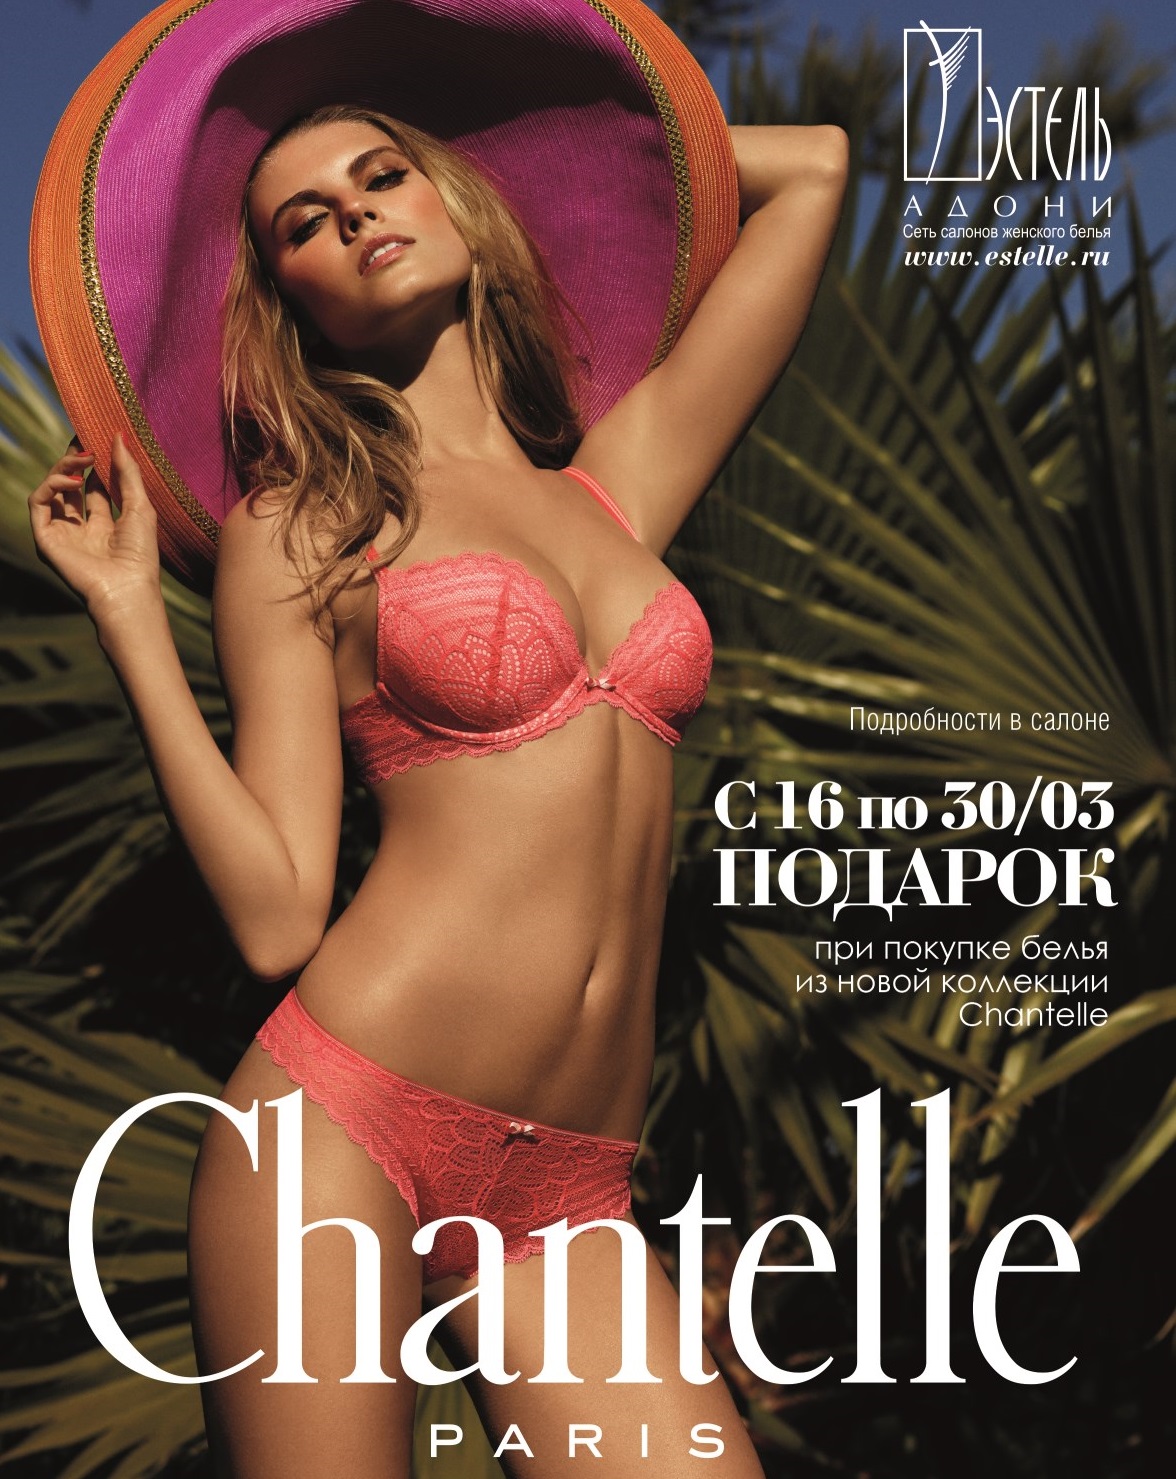 ЭСТЕЛЬ
АДОНИ
Сеть салонов женского белья
www.estelle.ru
Подробности в салоне
С 16 по 30/03
ПОДАРОК
при покупке белья
из новой коллекции
Chantelle
Chantelle
PARIS